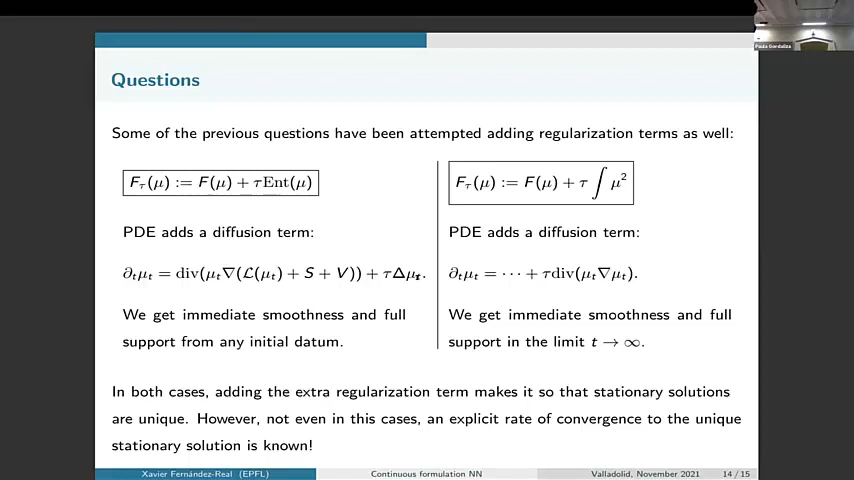 Paula Gordaliza
Questions
Some of the previous questions have been attempted adding regularization terms as well:
F_τ(μ) := F(μ) + τEnt(μ)
PDE adds a diffusion term:
∂_tμ_t = div(μ_t∇(ℒ(μ_t) + S + V)) + τΔμ_t.
We get immediate smoothness and full
support from any initial datum.
F_τ(μ) := F(μ) + τ ∫ μ²
PDE adds a diffusion term:
∂_tμ_t = ⋯ + τdiv(μ_t∇μ_t).
We get immediate smoothness and full
support in the limit t → ∞.
In both cases, adding the extra regularization term makes it so that stationary solutions
are unique. However, not even in this cases, an explicit rate of convergence to the unique
stationary solution is known!
Xavier Fernández-Real (EPFL) Continuous formulation NN Valladolid, November 2021 14 / 15